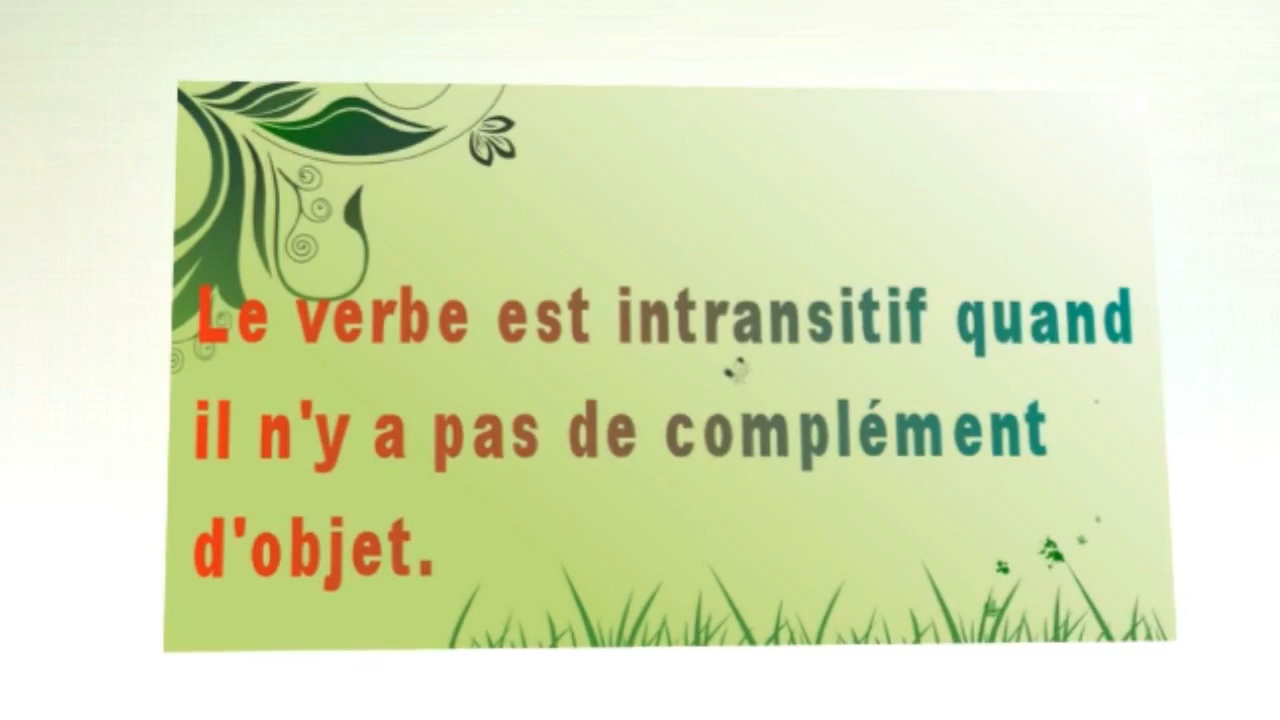 Le verbe est intransitif quand
il n'y a pas de complément
d'objet.